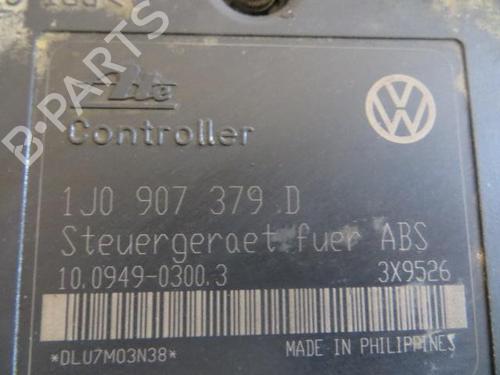 Ate
Controller
1J0 907 379 D
Steuergeraet fuer ABS
10.0949-0300.3 3X9526
*DLU7M03N38* MADE IN PHILIPPINES
B-PARTS